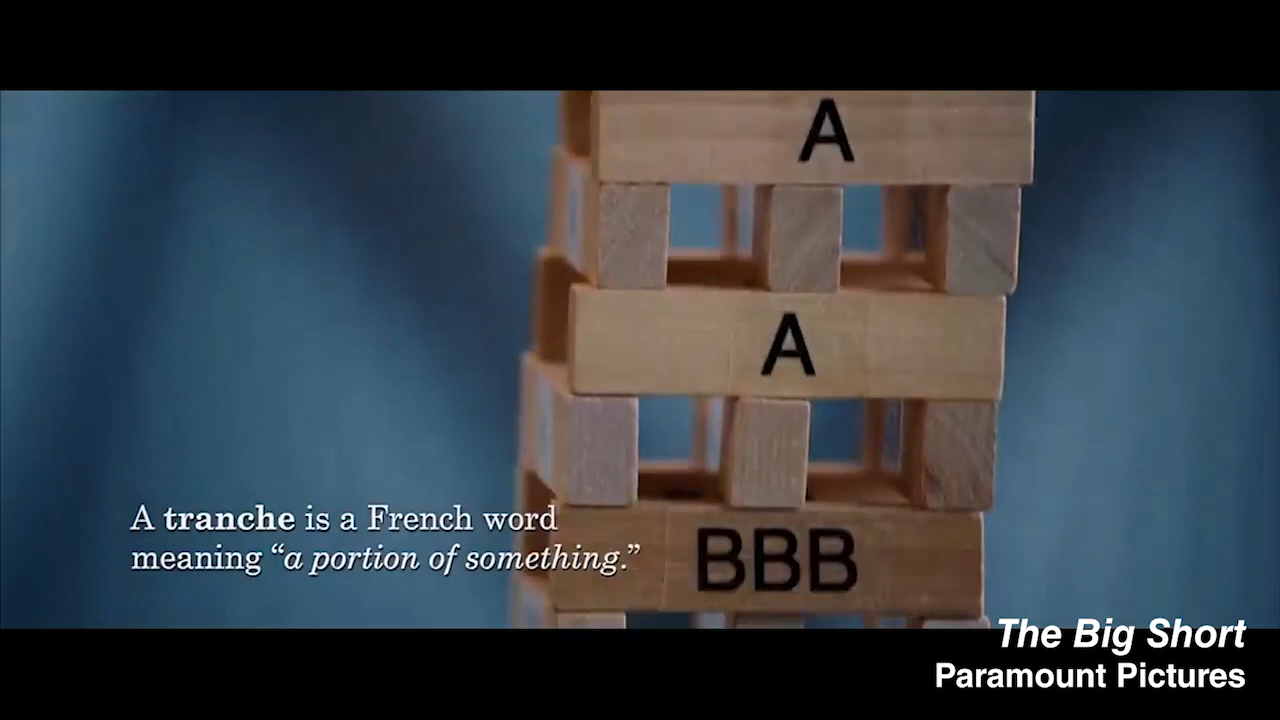 A
A
BBB
A tranche is a French word
meaning “a portion of something.”
The Big Short
Paramount Pictures